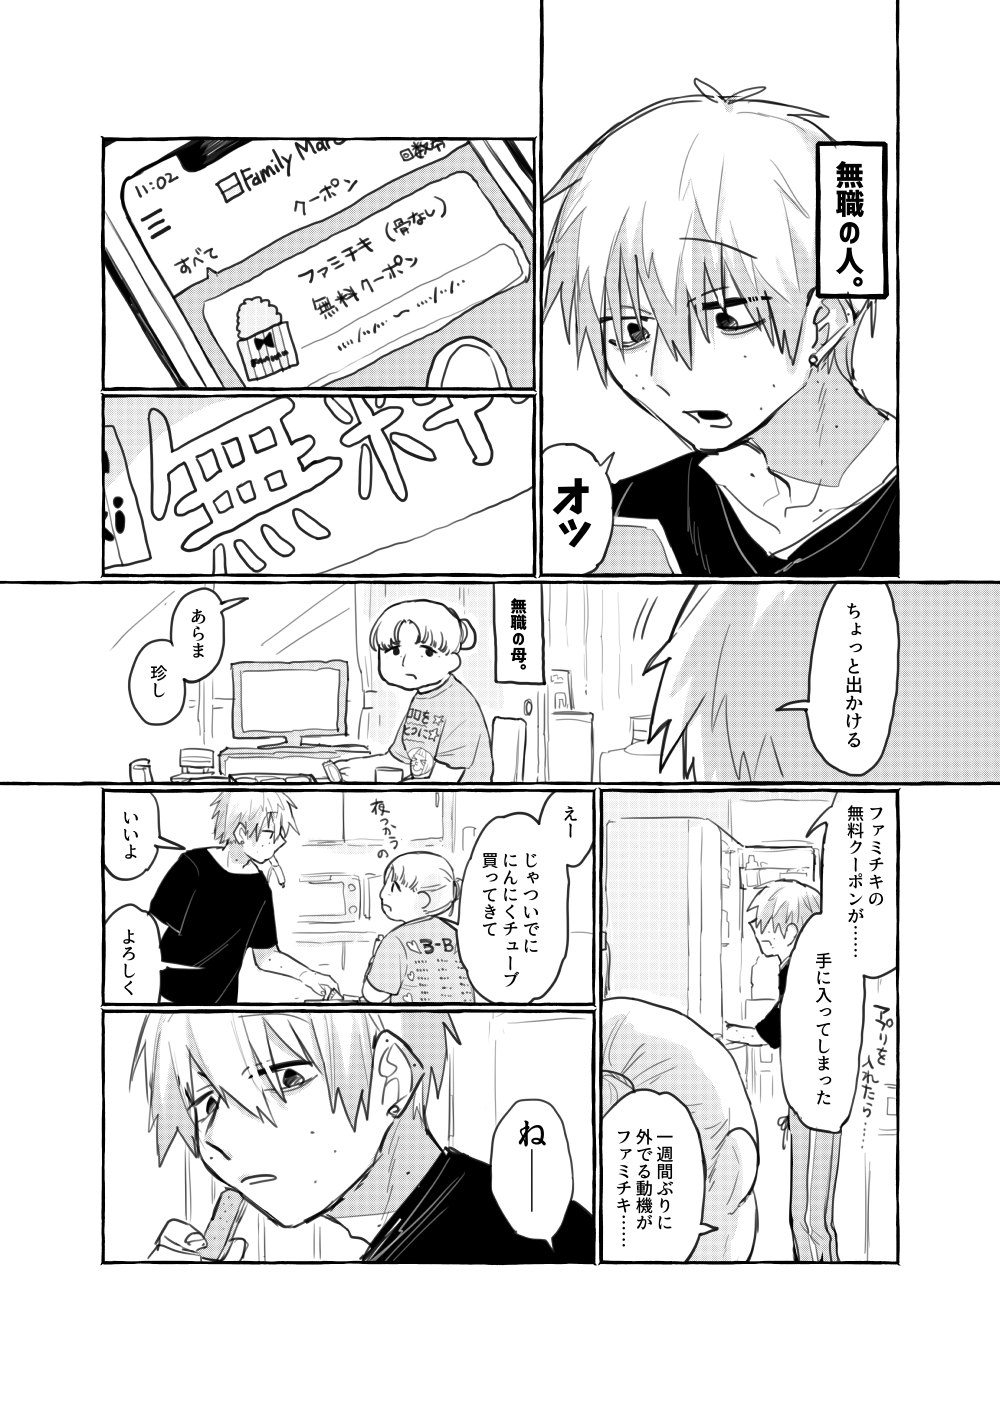 無職の人。
オッ
11:02
Family Mar
回数券
クーポン
すべて
ファミチキ（骨なし）
無料クーポン
無料
ちょっと出かける
無職の母。
あらま
珍し
ファミチキの
無料クーポンが……
手に入ってしまった
アプリを
入れたら……
一週間ぶりに
外でる動機が
ファミチキ……
えー
じゃついでに
にんにくチューブ
買ってきて
夜つかうの
3-B
いいよ
よろしく
ね──